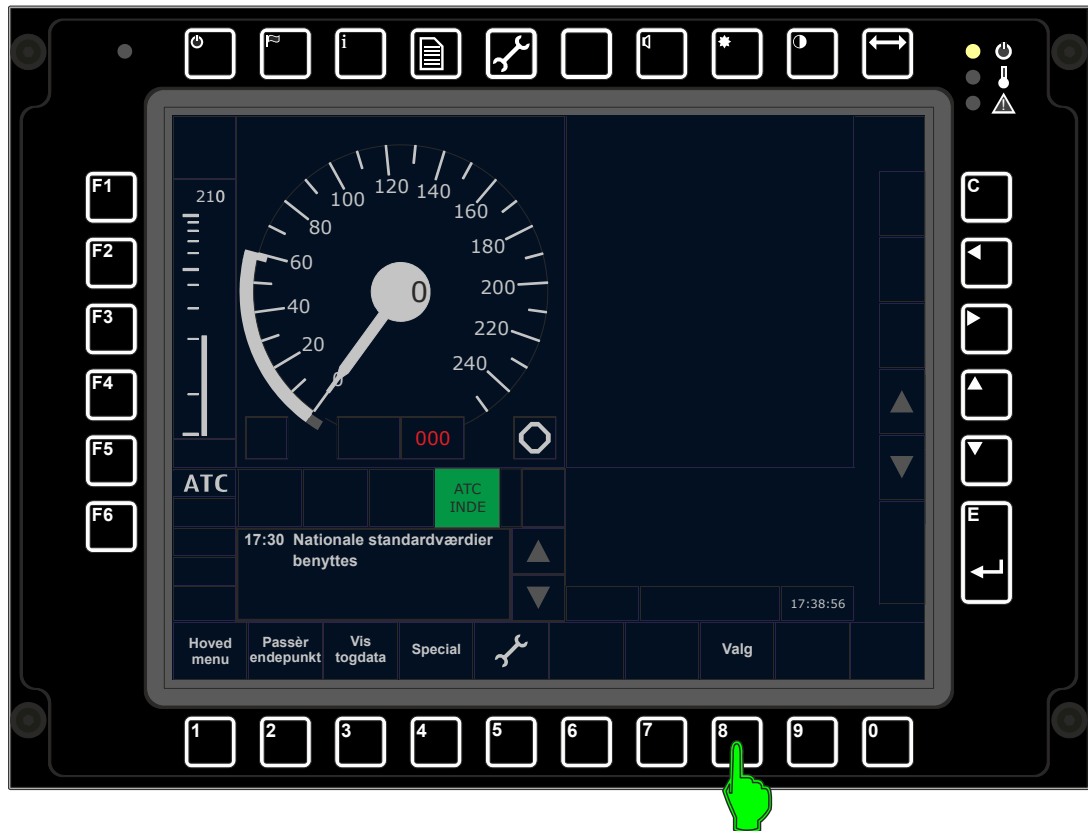 i
F1
F2
F3
F4
F5
F6
C
E
210
0
20
40
60
80
100
120
140
160
180
200
220
240
0
000
ATC
ATC
INDE
17:30 Nationale standardværdier
benyttes
17:38:56
Hoved
menu
Passèr
endepunkt
Vis
togdata
Special
Valg
1
2
3
4
5
6
7
8
9
0